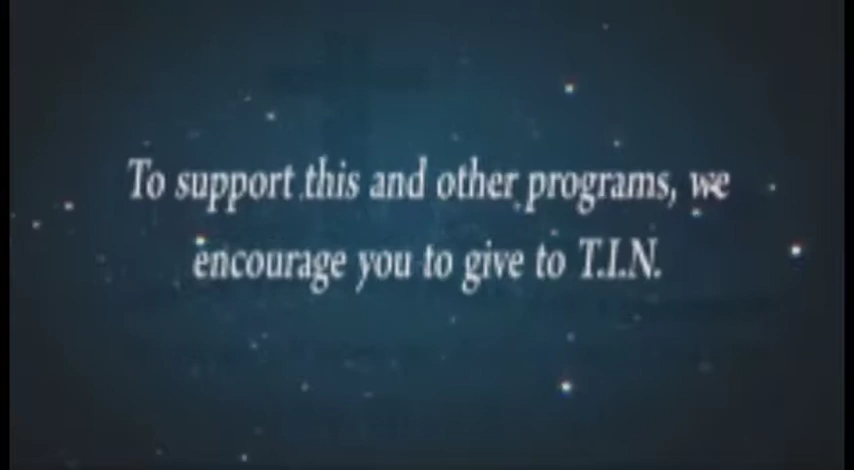 To support this and other programs, we
encourage you to give to T.I.N.